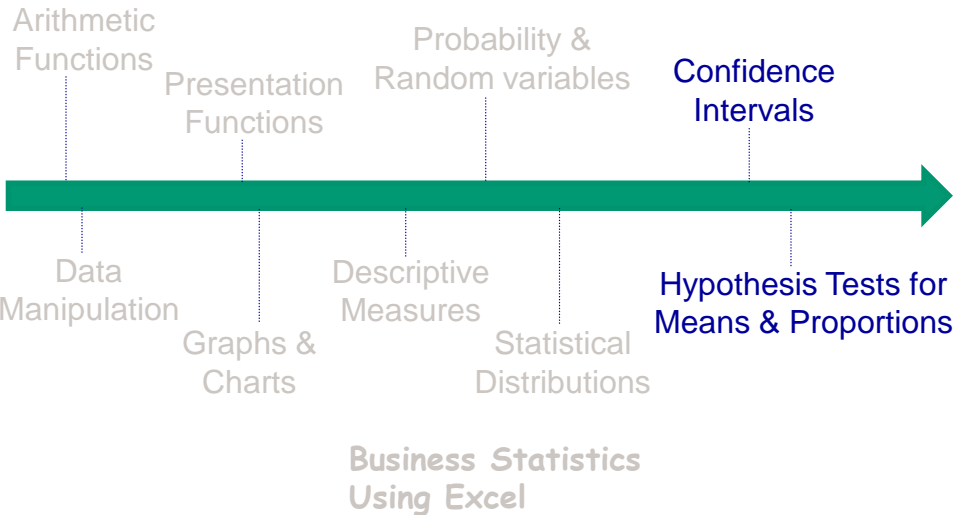 Arithmetic
Functions
Presentation
Functions
Probability &
Random variables
Confidence
Intervals
Data
Manipulation
Graphs &
Charts
Descriptive
Measures
Statistical
Distributions
Hypothesis Tests for
Means & Proportions
Business Statistics
Using Excel